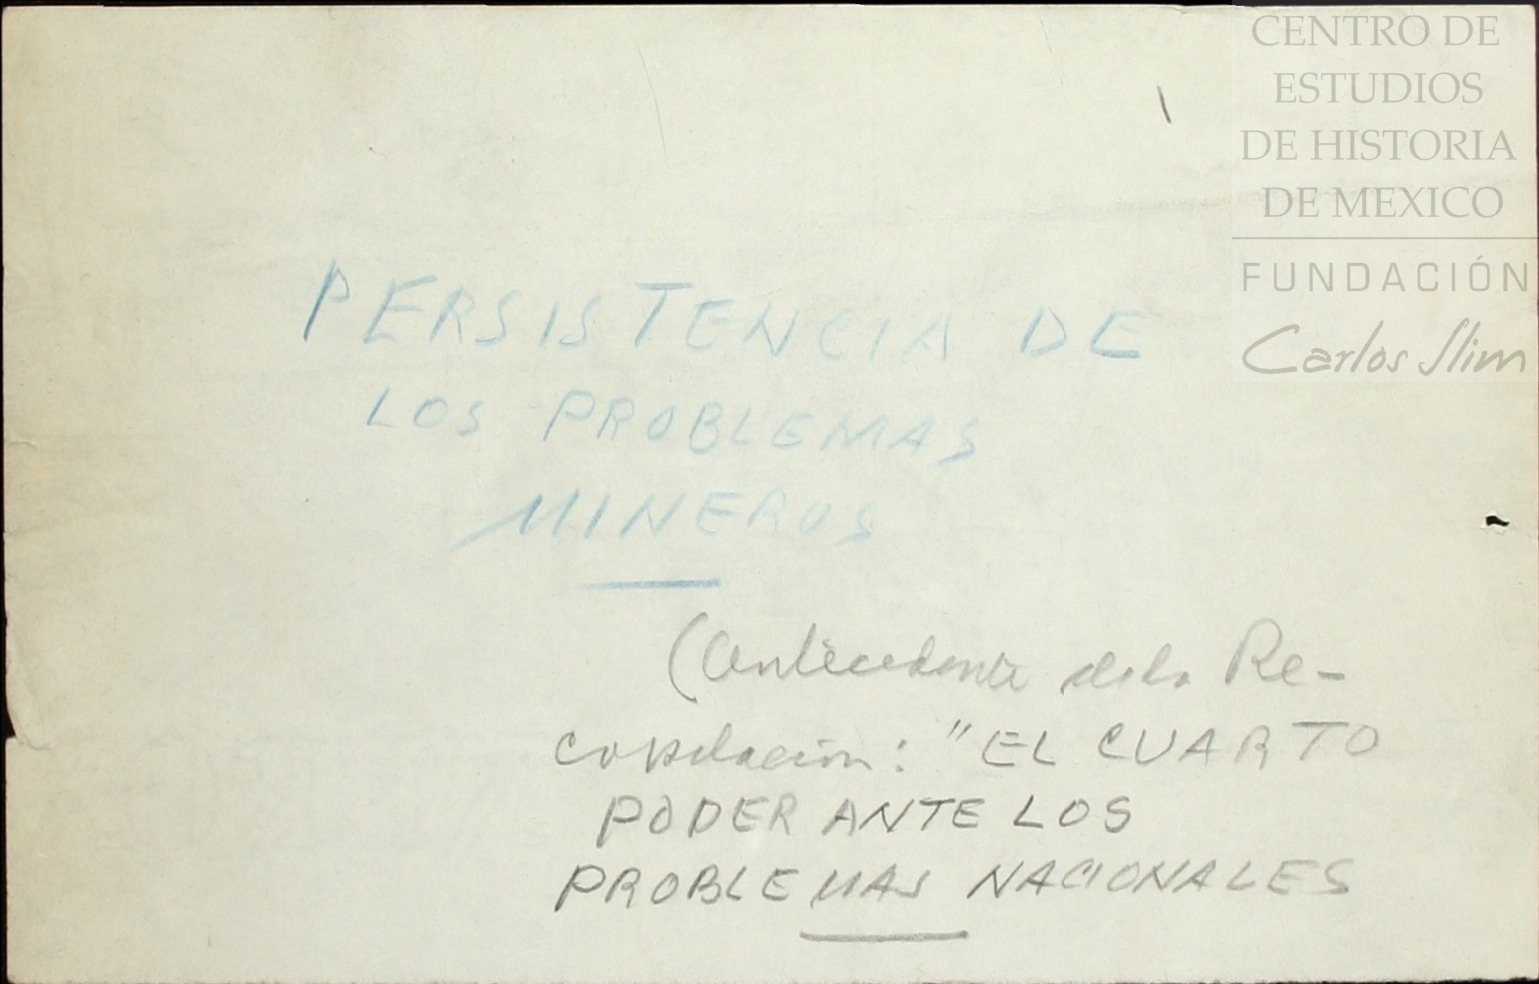 CENTRO DE
ESTUDIOS
DE HISTORIA
DE MEXICO
FUNDACIÓN
Carlos Slim
PERSISTENCIA DE
LOS PROBLEMAS
MINEROS
(Antecedente de la Re-
copilación: "EL CUARTO
PODER ANTE LOS
PROBLEMAS NACIONALES